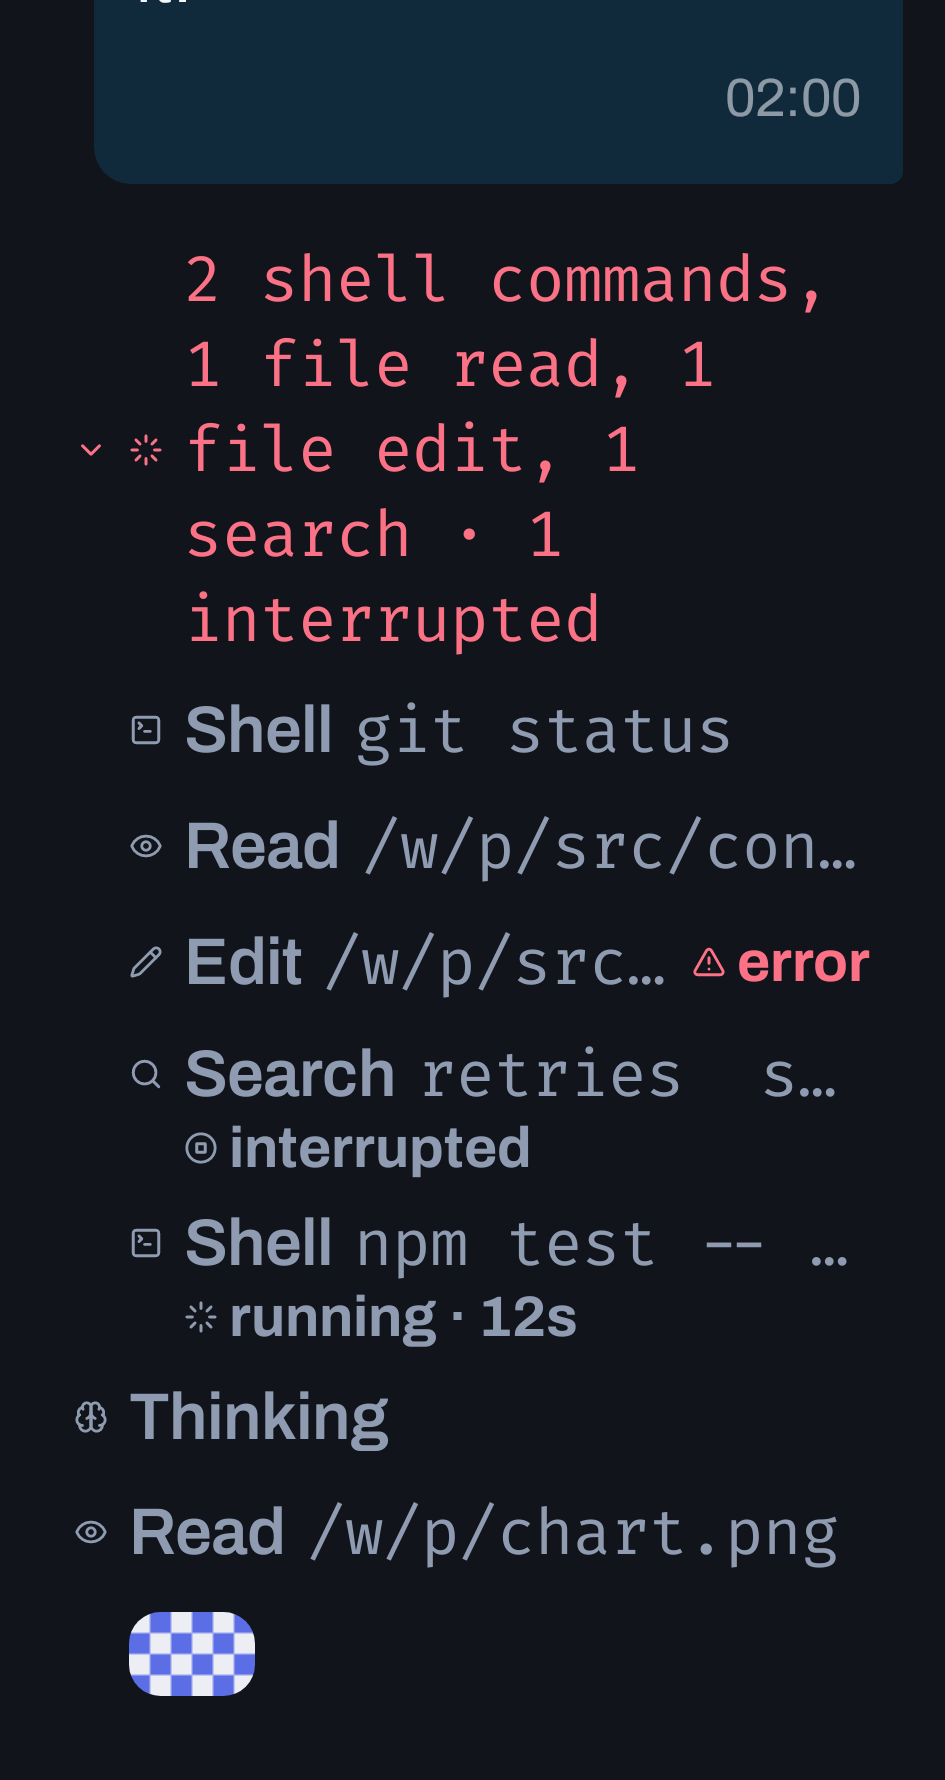 02:00
2 shell commands,
1 file read, 1
file edit, 1
search · 1
interrupted
Shell git status
Read /w/p/src/con…
Edit /w/p/src… error
Search retries s…
interrupted
Shell npm test -- …
running · 12s
Thinking
Read /w/p/chart.png